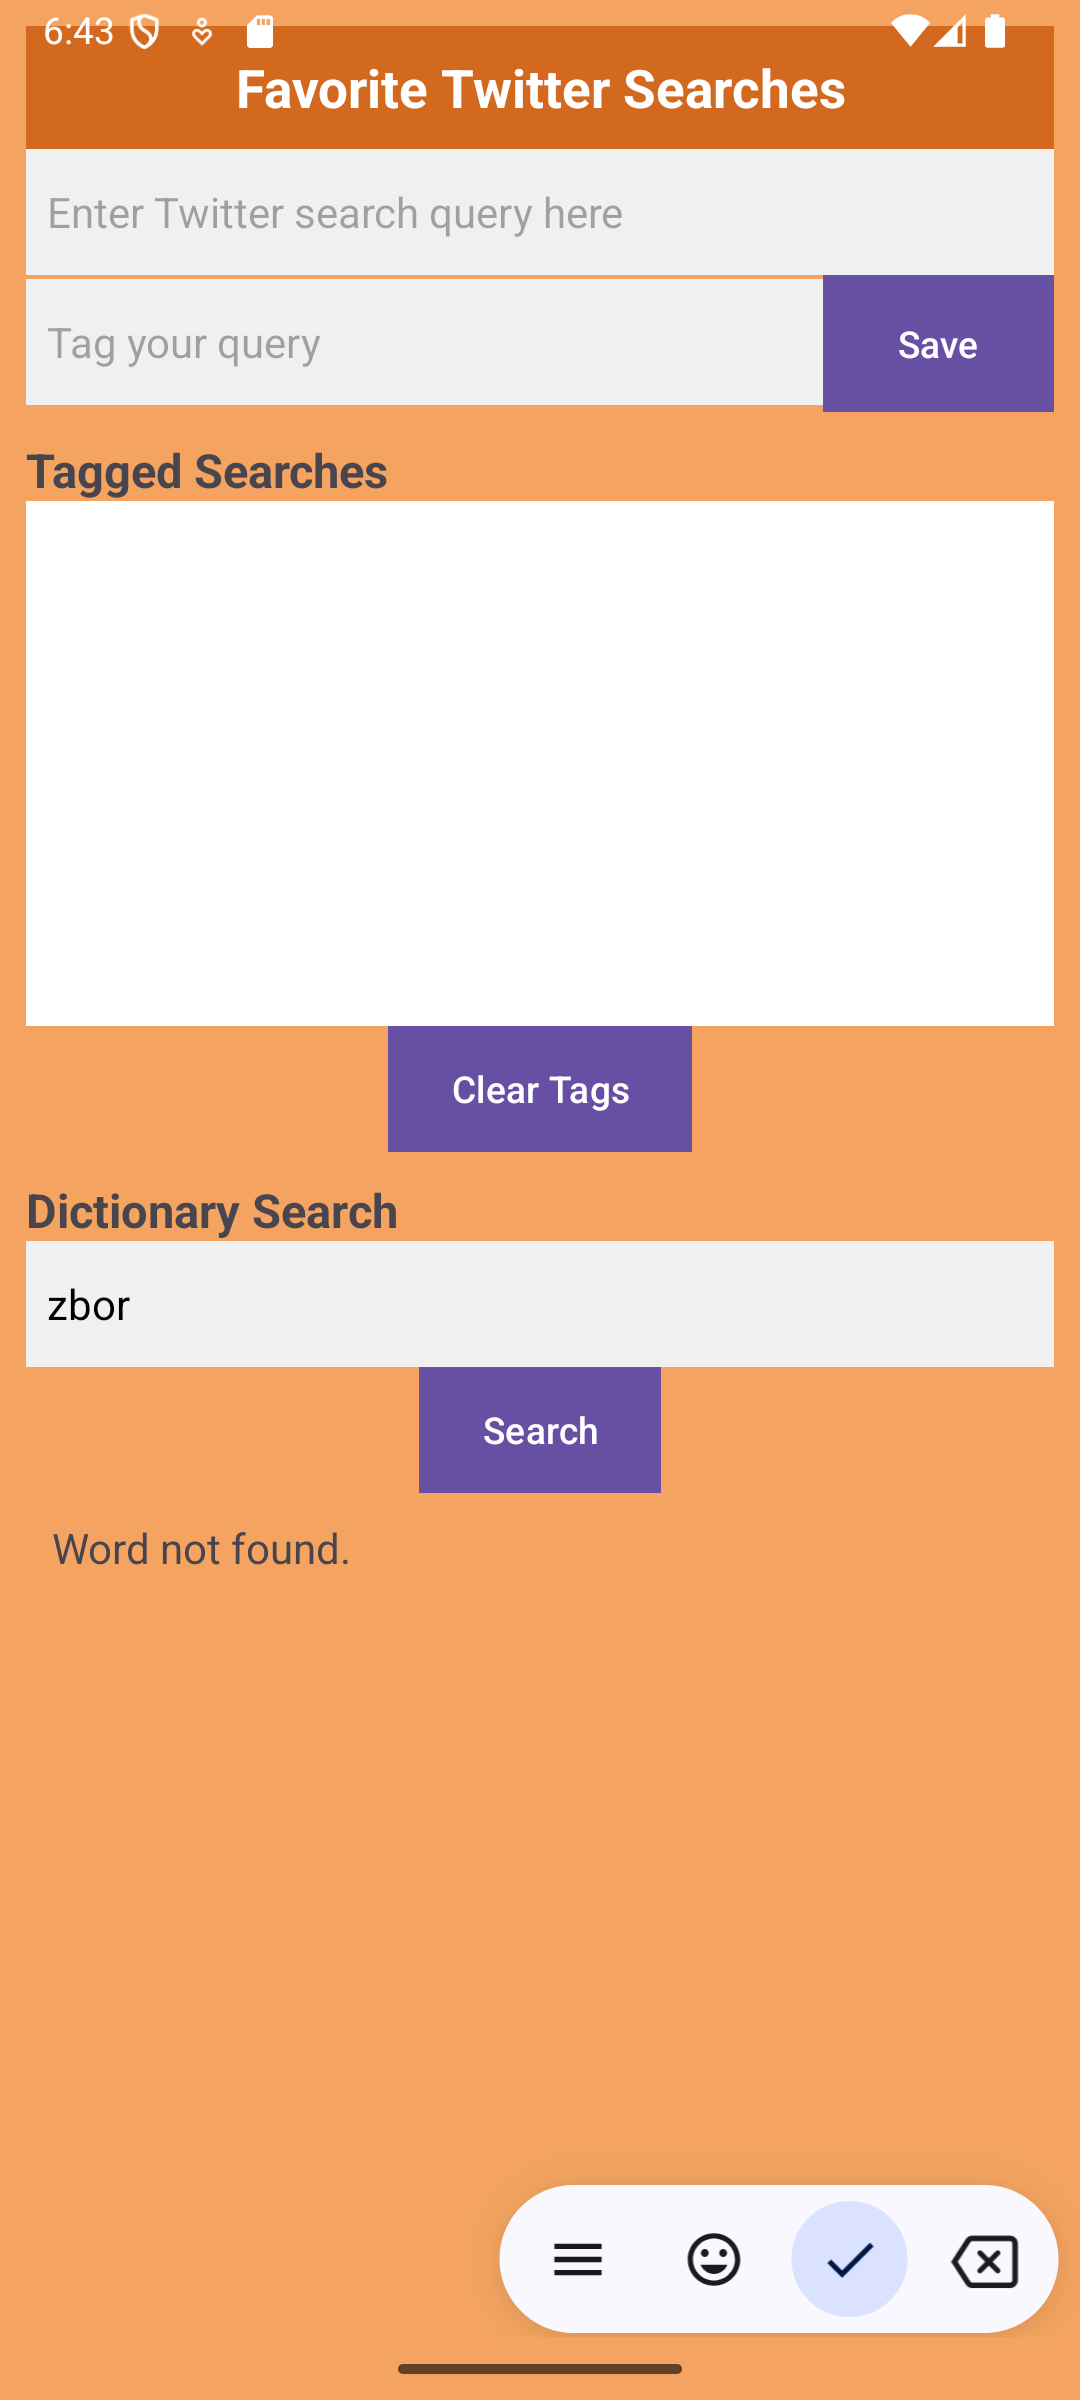 6:43
Favorite Twitter Searches
Enter Twitter search query here
Tag your query
Save
Tagged Searches
Clear Tags
Dictionary Search
zbor
Search
Word not found.